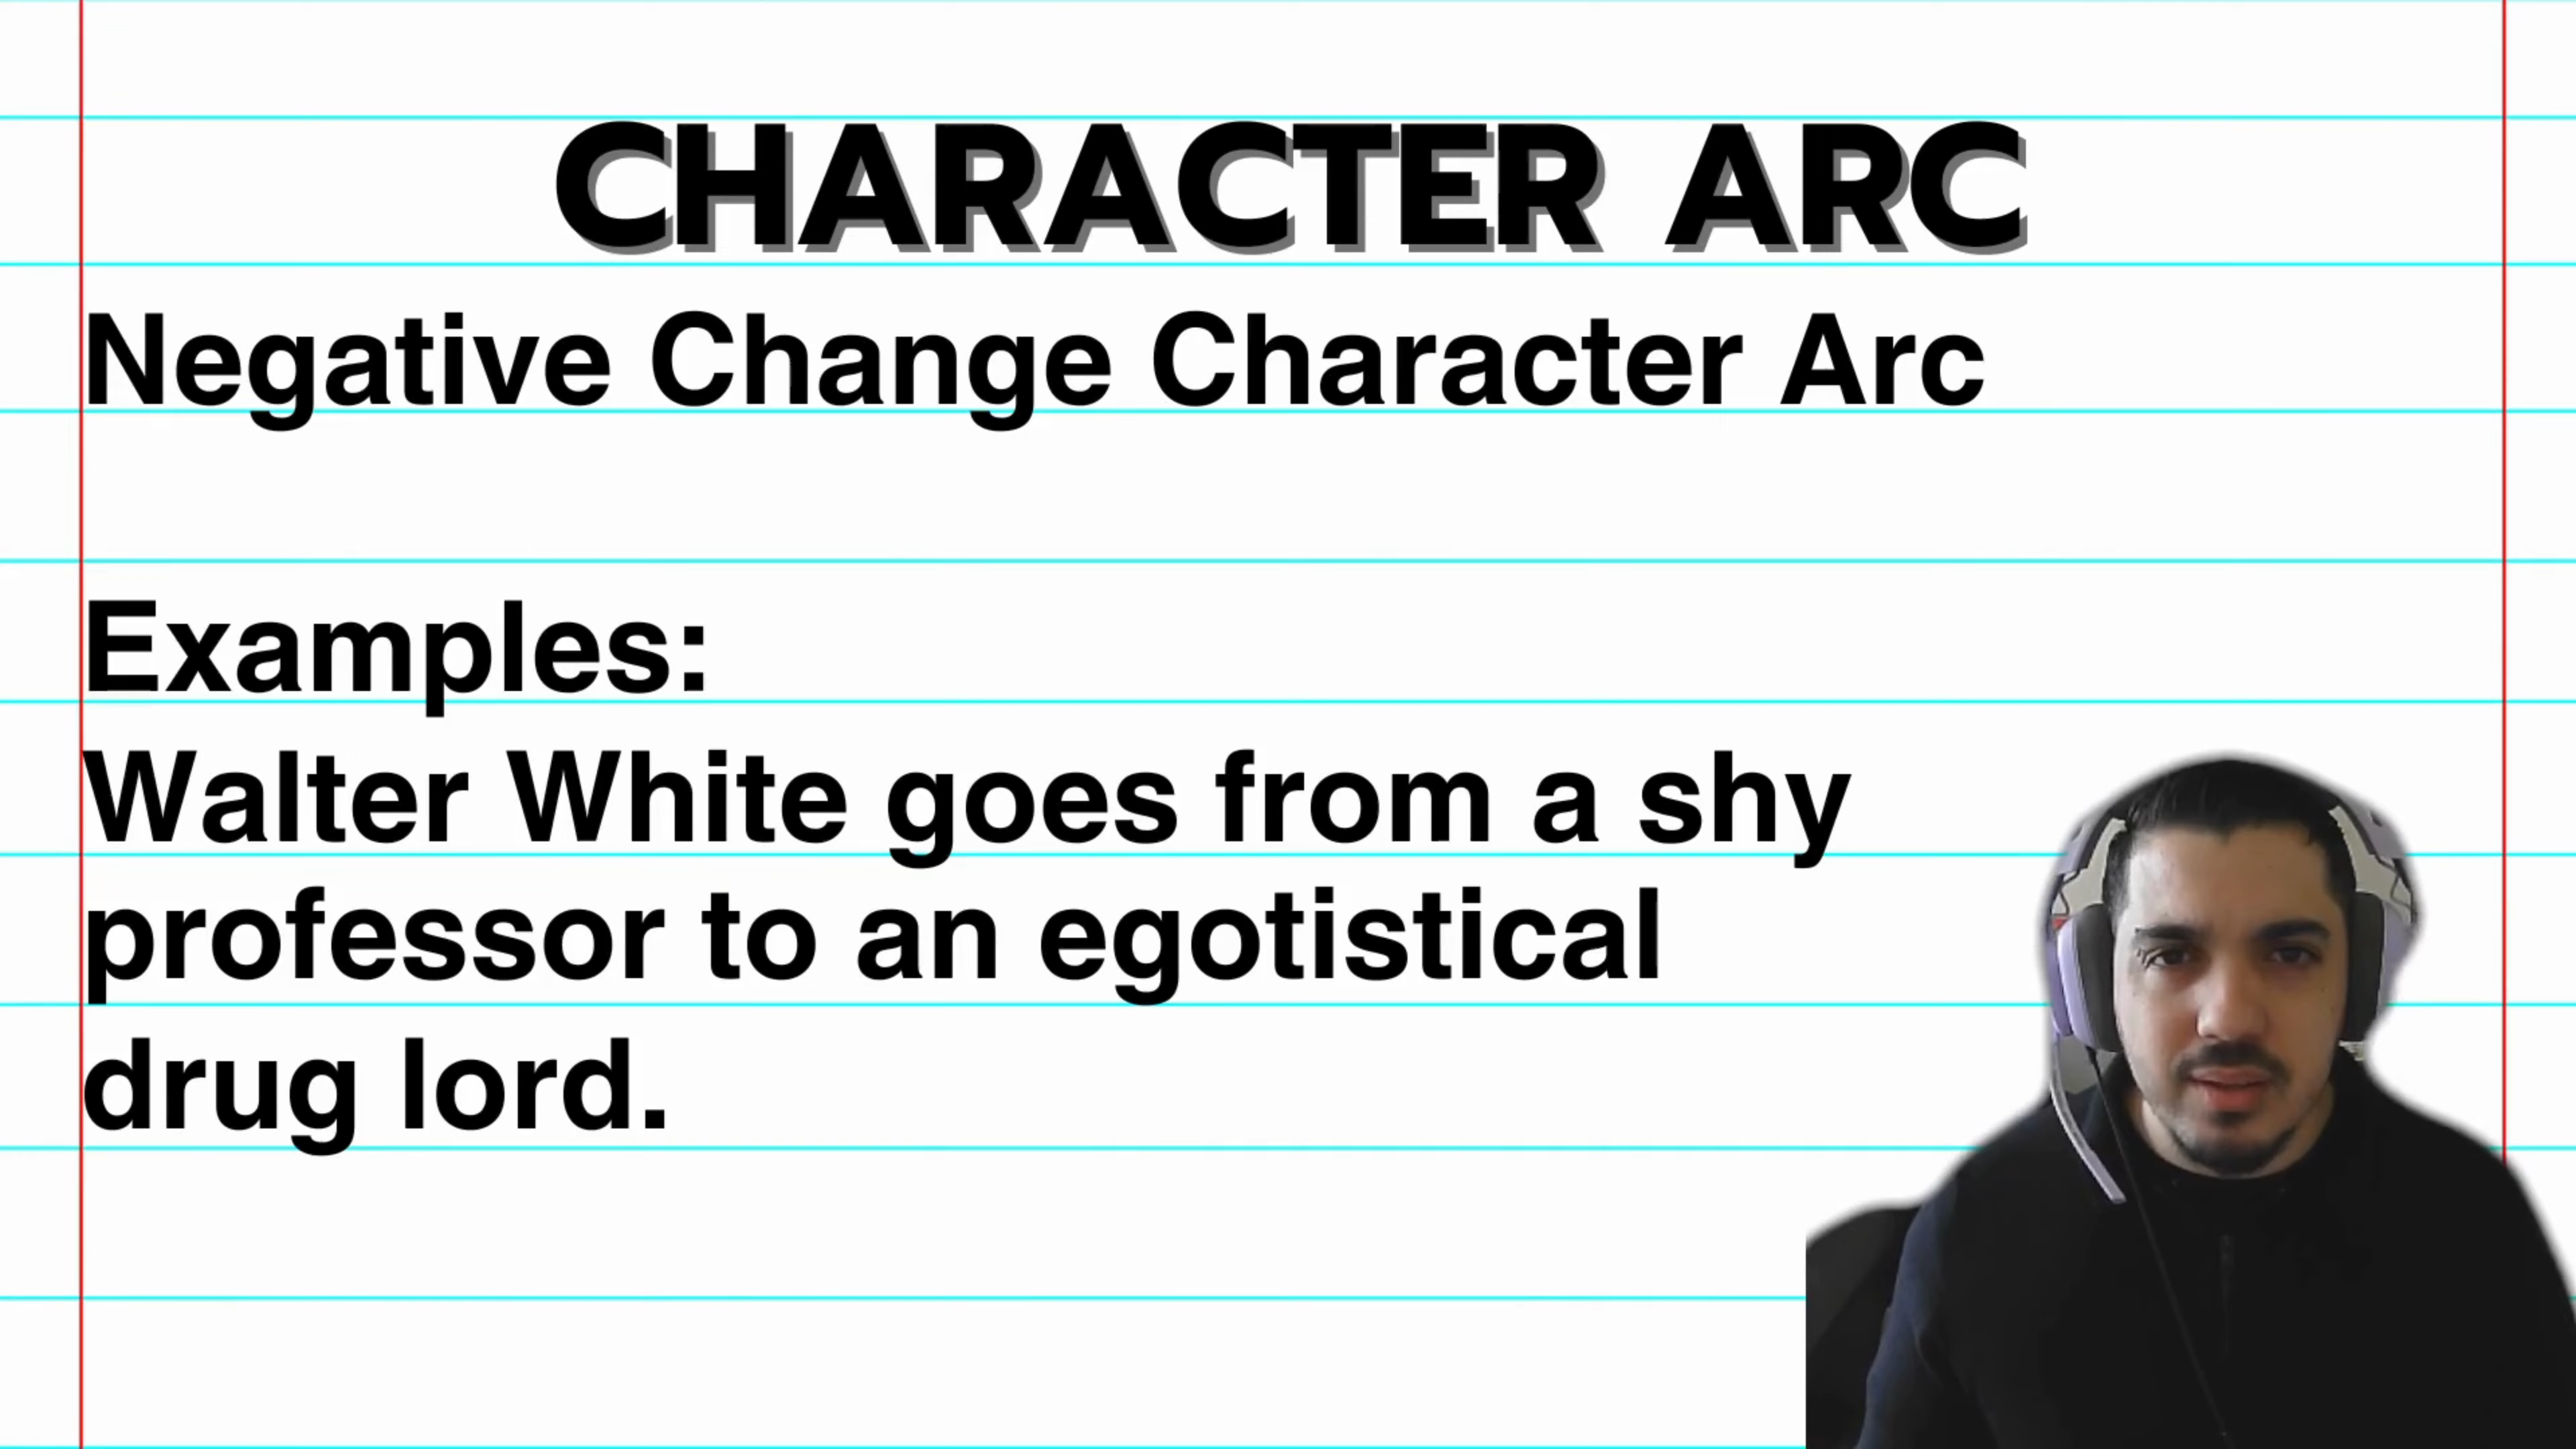 CHARACTER ARC
Negative Change Character Arc
Examples:
Walter White goes from a shy
professor to an egotistical
drug lord.